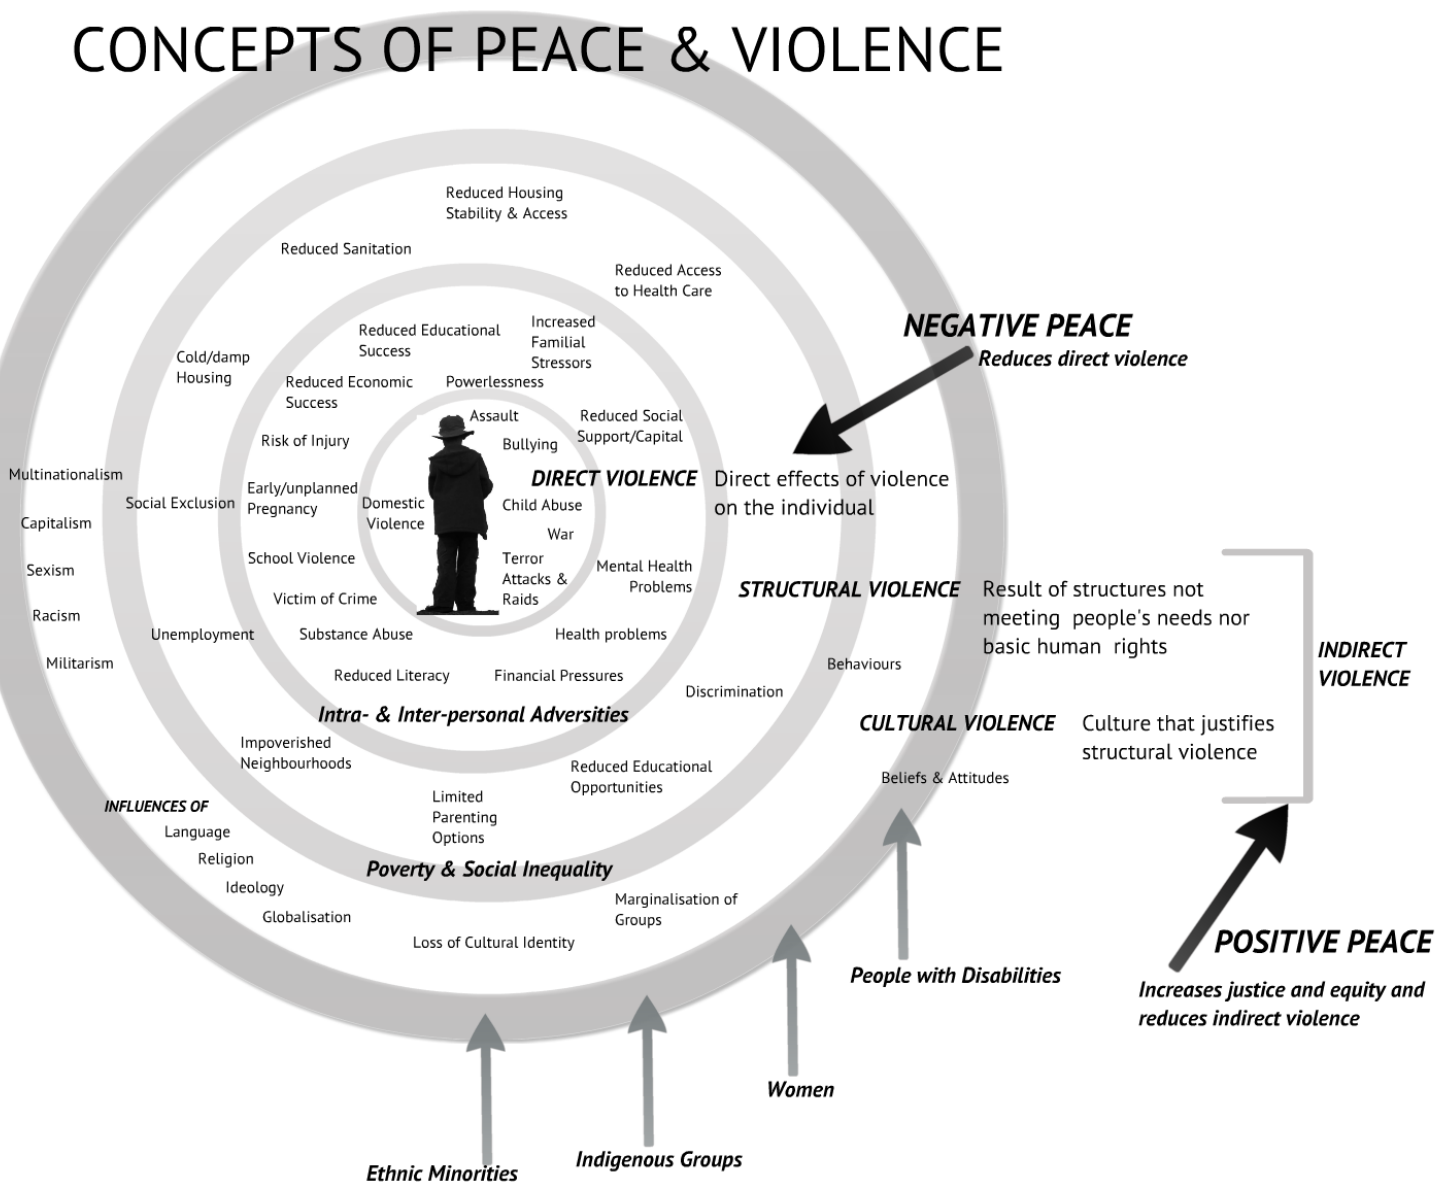 CONCEPTS OF PEACE & VIOLENCE
Reduced Housing
Stability & Access
Reduced Sanitation
Reduced Access
to Health Care
NEGATIVE PEACE
Reduces direct violence
Reduced Educational
Success
Increased
Familial
Stressors
Cold/damp
Housing
Reduced Economic
Success
Powerlessness
Assault
Reduced Social
Support/Capital
Risk of Injury
Bullying
DIRECT VIOLENCE
Direct effects of violence
on the individual
Multinationalism
Social Exclusion
Early/unplanned
Pregnancy
Domestic
Violence
Child Abuse
Capitalism
War
School Violence
Terror
Attacks &
Raids
Mental Health
Problems
Sexism
STRUCTURAL VIOLENCE
Result of structures not
meeting people's needs nor
basic human rights
Victim of Crime
Racism
Unemployment
Substance Abuse
Health problems
INDIRECT
VIOLENCE
Militarism
Behaviours
Reduced Literacy
Financial Pressures
Discrimination
Intra- & Inter-personal Adversities
CULTURAL VIOLENCE
Culture that justifies
structural violence
Impoverished
Neighbourhoods
Reduced Educational
Opportunities
Beliefs & Attitudes
Limited
Parenting
Options
INFLUENCES OF
Language
Religion
Ideology
Globalisation
Poverty & Social Inequality
Marginalisation of
Groups
Loss of Cultural Identity
POSITIVE PEACE
Increases justice and equity and
reduces indirect violence
People with Disabilities
Women
Indigenous Groups
Ethnic Minorities